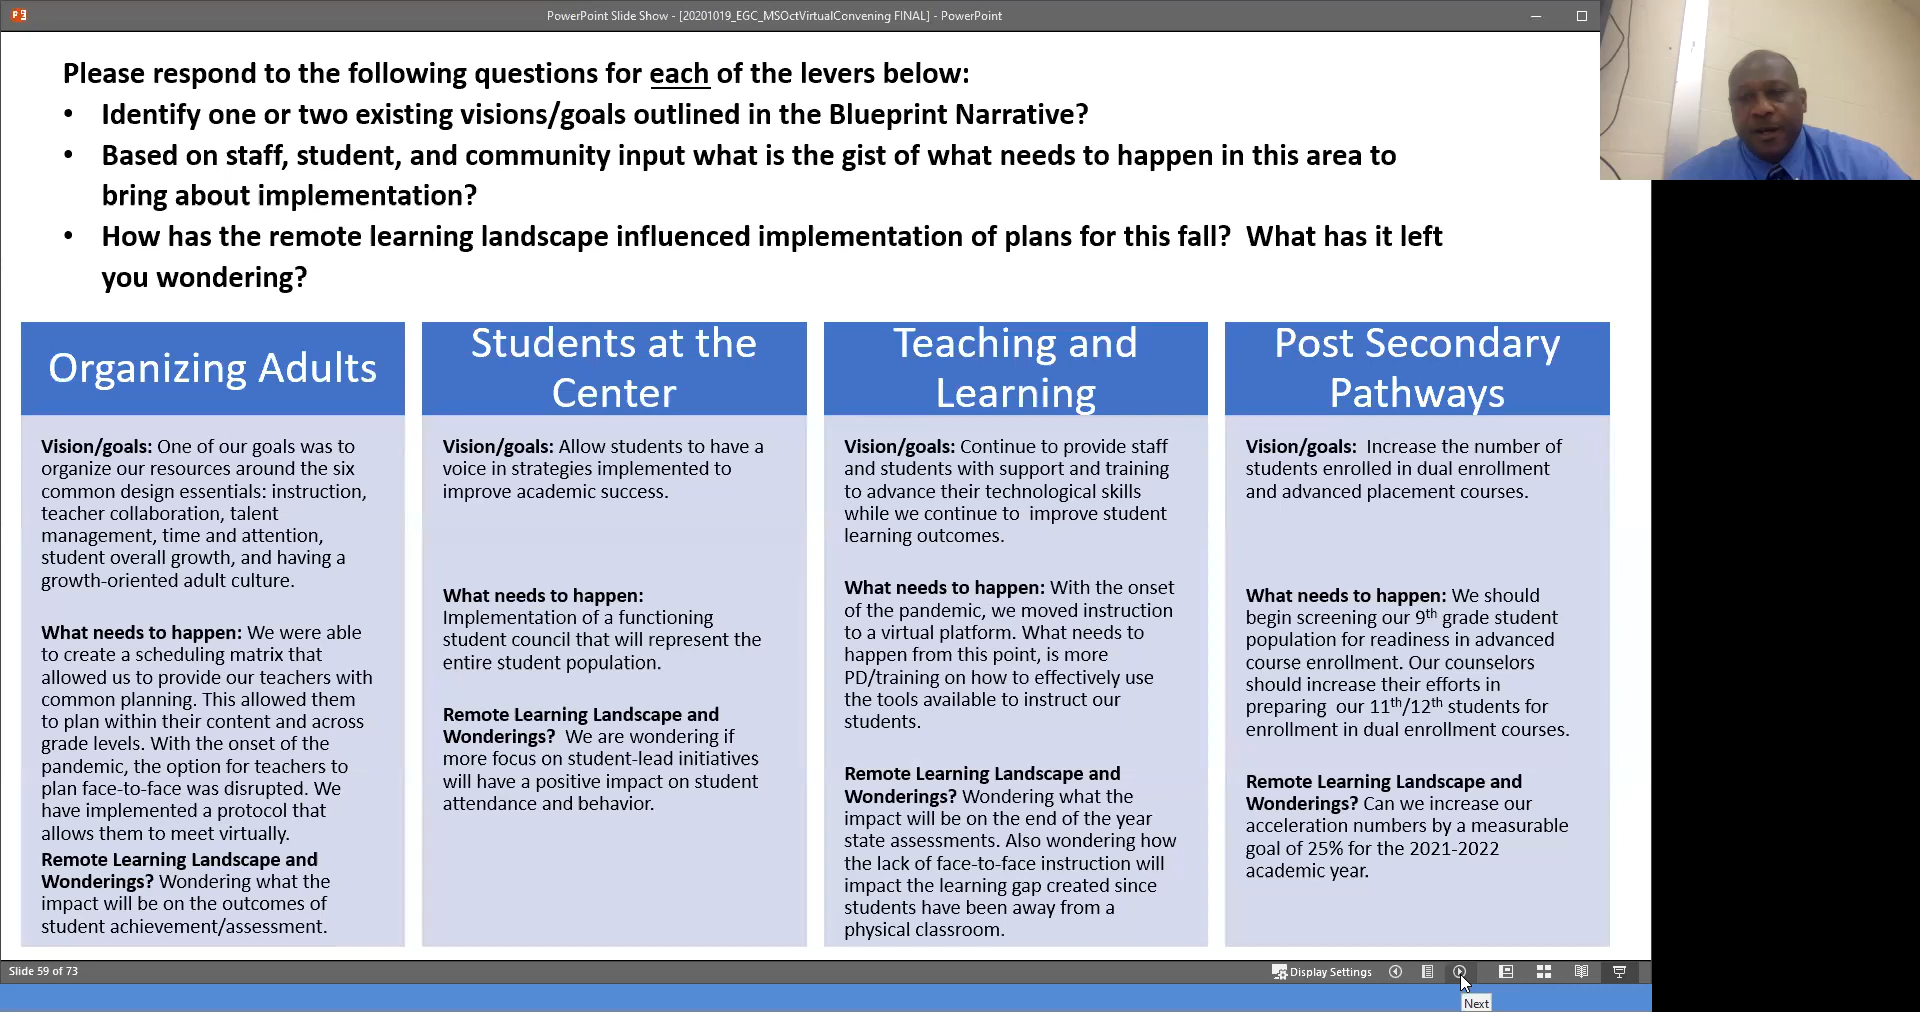 PowerPoint Slide Show - [20201019_EGC_MSOctVirtualConvening FINAL] - PowerPoint
Please respond to the following questions for each of the levers below:
• Identify one or two existing visions/goals outlined in the Blueprint Narrative?
• Based on staff, student, and community input what is the gist of what needs to happen in this area to
bring about implementation?
• How has the remote learning landscape influenced implementation of plans for this fall?  What has it left
you wondering?
Organizing Adults
Vision/goals: One of our goals was to
organize our resources around the six
common design essentials: instruction,
teacher collaboration, talent
management, time and attention,
student overall growth, and having a
growth-oriented adult culture.
What needs to happen: We were able
to create a scheduling matrix that
allowed us to provide our teachers with
common planning. This allowed them
to plan within their content and across
grade levels. With the onset of the
pandemic, the option for teachers to
plan face-to-face was disrupted. We
have implemented a protocol that
allows them to meet virtually.
Remote Learning Landscape and
Wonderings? Wondering what the
impact will be on the outcomes of
student achievement/assessment.
Students at the
Center
Vision/goals: Allow students to have a
voice in strategies implemented to
improve academic success.
What needs to happen:
Implementation of a functioning
student council that will represent the
entire student population.
Remote Learning Landscape and
Wonderings?  We are wondering if
more focus on student-lead initiatives
will have a positive impact on student
attendance and behavior.
Teaching and
Learning
Vision/goals: Continue to provide staff
and students with support and training
to advance their technological skills
while we continue to  improve student
learning outcomes.
What needs to happen: With the onset
of the pandemic, we moved instruction
to a virtual platform. What needs to
happen from this point, is more
PD/training on how to effectively use
the tools available to instruct our
students.
Remote Learning Landscape and
Wonderings? Wondering what the
impact will be on the end of the year
state assessments. Also wondering how
the lack of face-to-face instruction will
impact the learning gap created since
students have been away from a
physical classroom.
Post Secondary
Pathways
Vision/goals:  Increase the number of
students enrolled in dual enrollment
and advanced placement courses.
What needs to happen: We should
begin screening our 9th grade student
population for readiness in advanced
course enrollment. Our counselors
should increase their efforts in
preparing  our 11th/12th students for
enrollment in dual enrollment courses.
Remote Learning Landscape and
Wonderings? Can we increase our
acceleration numbers by a measurable
goal of 25% for the 2021-2022
academic year.
Slide 59 of 73
Display Settings
Next